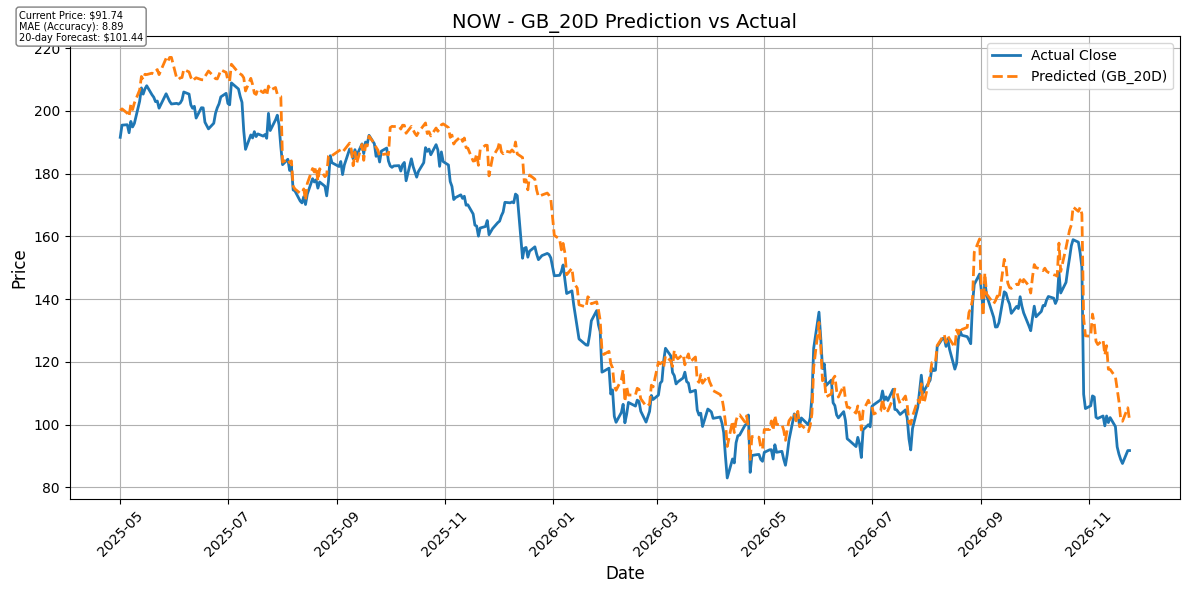 NOW - GB_20D Prediction vs Actual
Current Price: $91.74
MAE (Accuracy): 8.89
20-day Forecast: $101.44
Actual Close
Predicted (GB_20D)
Price
220
200
180
160
140
120
100
80
2025-05
2025-07
2025-09
2025-11
2026-01
2026-03
2026-05
2026-07
2026-09
2026-11
Date